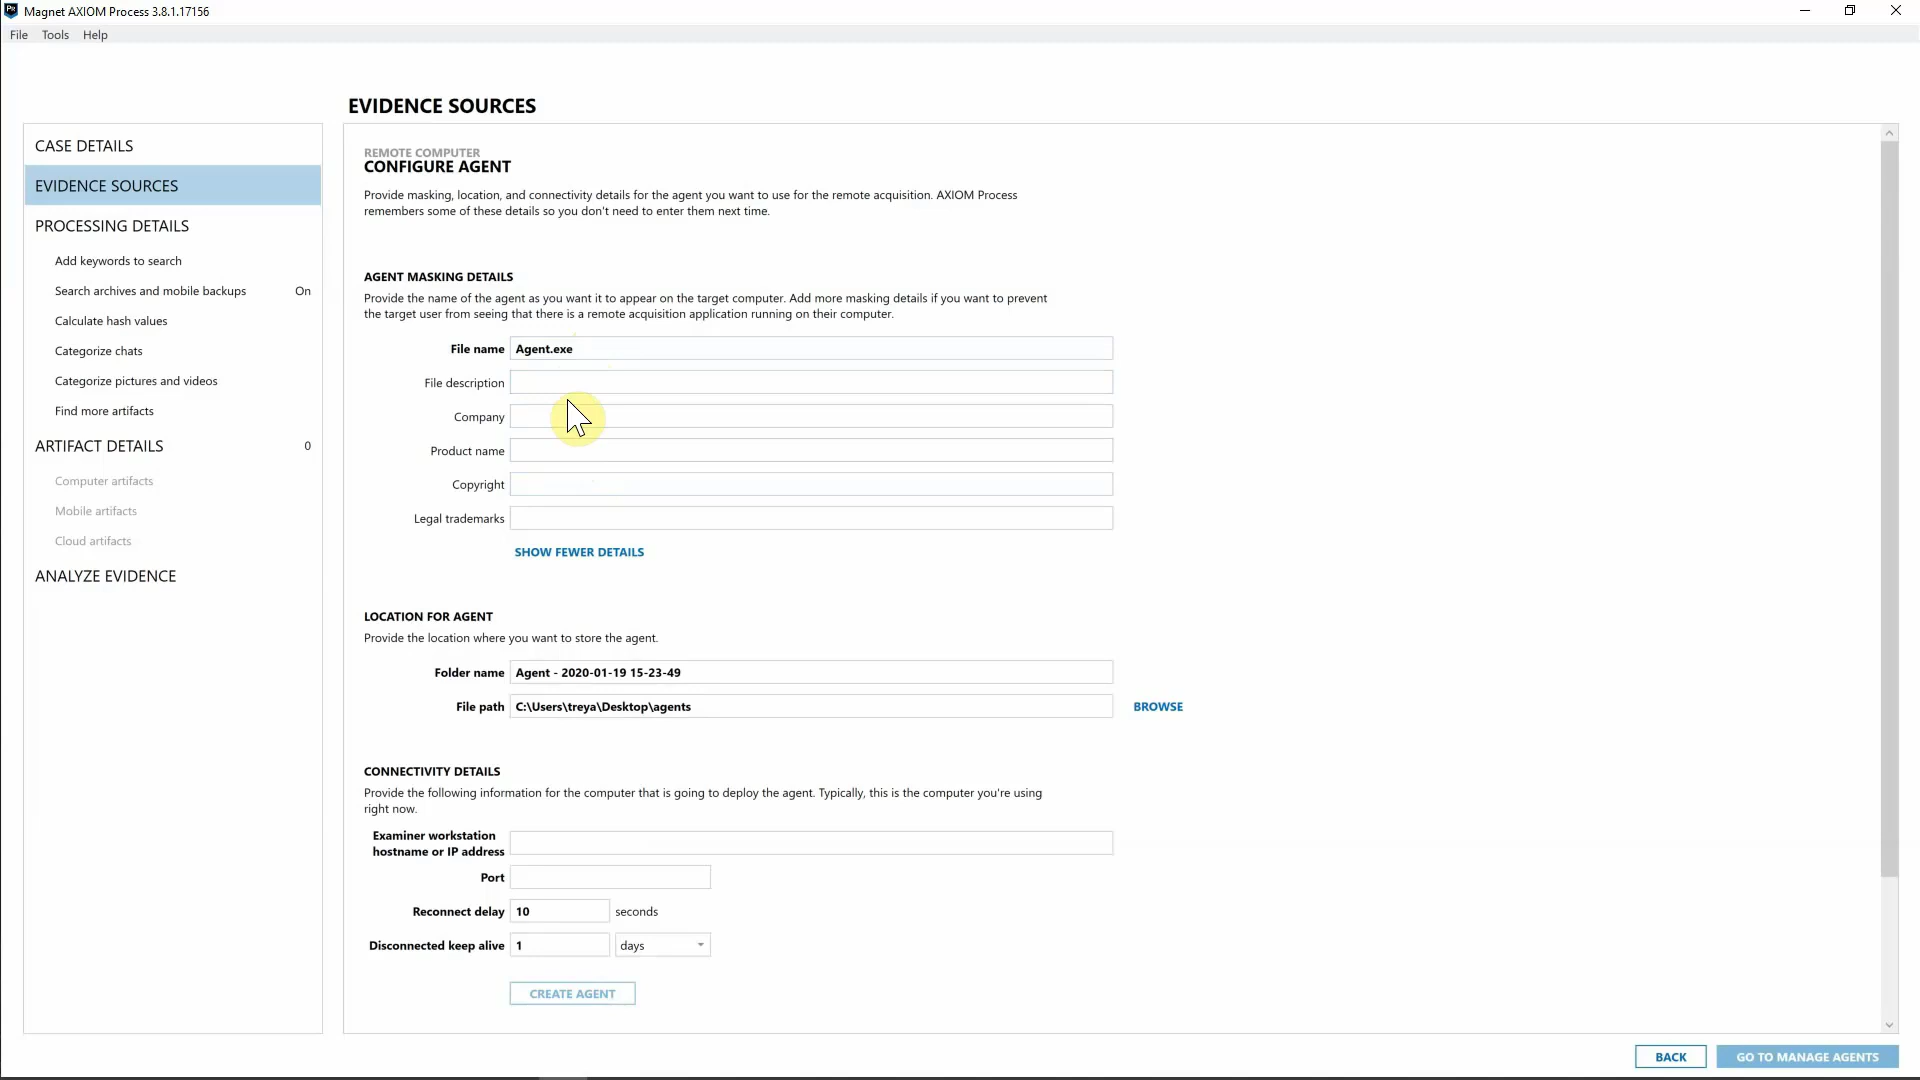 Magnet AXIOM Process 3.8.1.17156
File Tools Help
EVIDENCE SOURCES
CASE DETAILS
EVIDENCE SOURCES
PROCESSING DETAILS
Add keywords to search
Search archives and mobile backups On
Calculate hash values
Categorize chats
Categorize pictures and videos
Find more artifacts
ARTIFACT DETAILS 0
Computer artifacts
Mobile artifacts
Cloud artifacts
ANALYZE EVIDENCE
REMOTE COMPUTER
CONFIGURE AGENT
Provide masking, location, and connectivity details for the agent you want to use for the remote acquisition. AXIOM Process
remembers some of these details so you don't need to enter them next time.
AGENT MASKING DETAILS
Provide the name of the agent as you want it to appear on the target computer. Add more masking details if you want to prevent
the target user from seeing that there is a remote acquisition application running on their computer.
File name Agent.exe
File description
Company
Product name
Copyright
Legal trademarks
SHOW FEWER DETAILS
LOCATION FOR AGENT
Provide the location where you want to store the agent.
Folder name Agent - 2020-01-19 15-23-49
File path C:\Users\treya\Desktop\agents BROWSE
CONNECTIVITY DETAILS
Provide the following information for the computer that is going to deploy the agent. Typically, this is the computer you're using
right now.
Examiner workstation
hostname or IP address
Port
Reconnect delay 10 seconds
Disconnected keep alive 1 days
CREATE AGENT
BACK GO TO MANAGE AGENTS